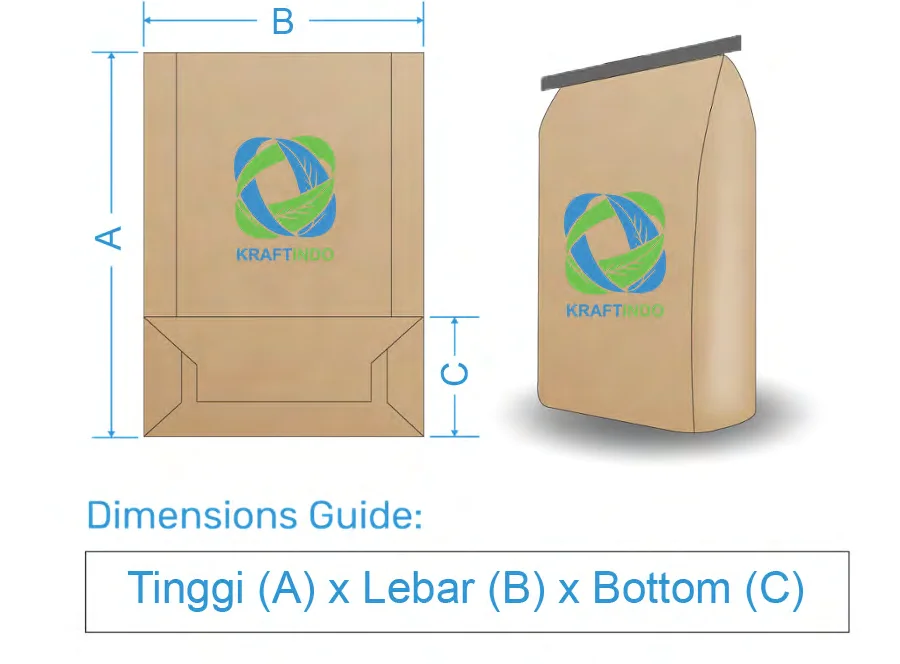 B
A
KRAFTINDO
KRAFTINDO
C
Dimensions Guide:
Tinggi (A) x Lebar (B) x Bottom (C)